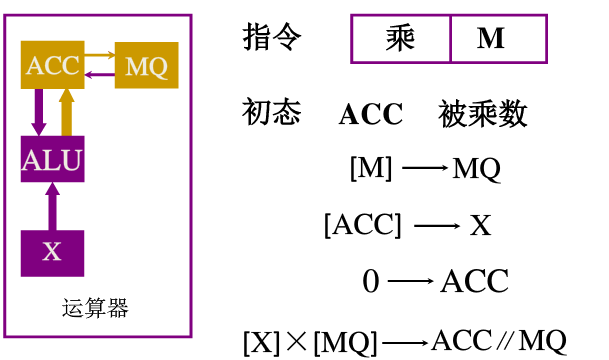 ACC MQ
ALU
X
运算器
指令 乘 M
初态 ACC 被乘数
[M] → MQ
[ACC] → X
0 → ACC
[X]×[MQ] → ACC∥MQ